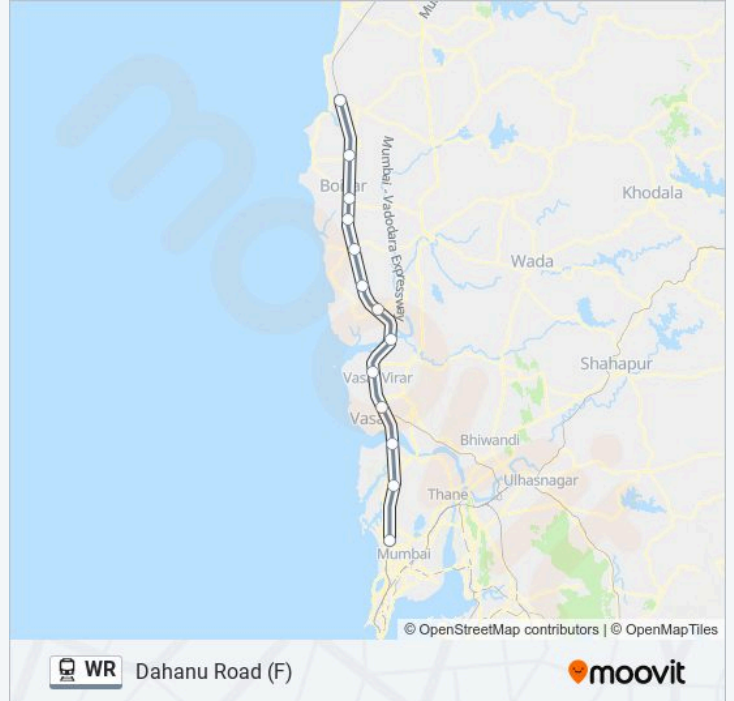 Mu
Mumbai - Vadodara Expressway
Boisar
Khodala
Wada
Shahapur
Vasai Virar
Vasai
Bhiwandi
Ulhasnagar
Thane
Mumbai
© OpenStreetMap contributors | © OpenMapTiles
WR Dahanu Road (F)
moovit